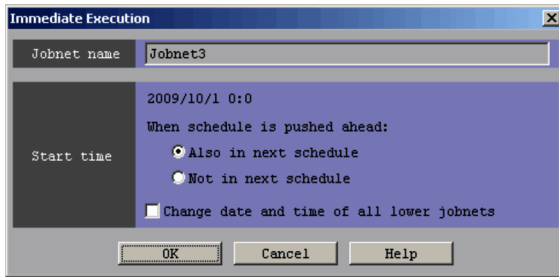 Immediate Execution
Jobnet name
Jobnet3
Start time
2009/10/1 0:0
When schedule is pushed ahead:
Also in next schedule
Not in next schedule
Change date and time of all lower jobnets
OK Cancel Help